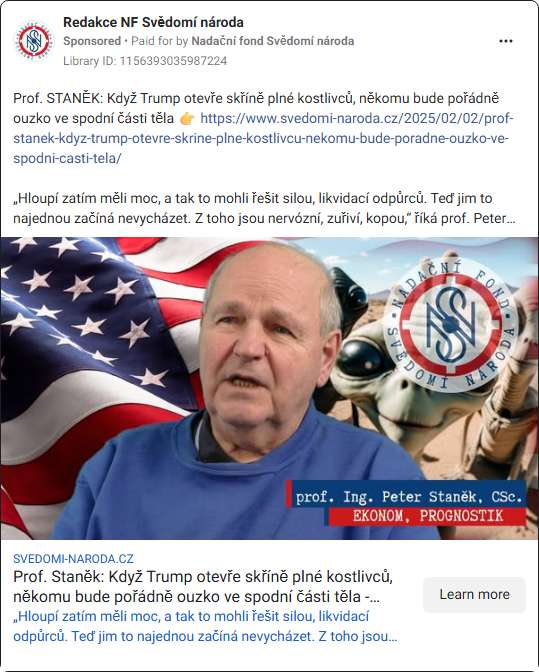 Redakce NF Svědomí národa
Sponsored • Paid for by Nadační fond Svědomí národa
Library ID: 1156393035987224
Prof. STANĚK: Když Trump otevře skříně plné kostlivců,
někomu bude pořádně
ouzko ve spodní části těla 👉 https://www.svedomi-naroda.cz/2025/02/02/prof-
stanek-kdyz-trump-otevre-skrine-plne-kostlivcu-nekomu-bude-poradne-ouzko-ve-
spodni-casti-tela/
„Hloupí zatím měli moc, a tak to mohli řešit silou, likvidací odpůrců. Teď jim to
najednou začíná nevycházet. Z toho jsou nervózní, zuřiví, kopou,“ říká prof. Peter...
NADAČNÍ FOND
SVĚDOMÍ NÁRODA
NS
prof. Ing. Peter Staněk, CSc.
EKONOM, PROGNOSTIK
SVEDOMI-NARODA.CZ
Prof. Staněk: Když Trump otevře skříně plné kostlivců,
někomu bude pořádně ouzko ve spodní části těla -...
„Hloupí zatím měli moc, a tak to mohli řešit silou, likvidací
odpůrců. Teď jim to najednou začíná nevycházet. Z toho jsou...
Learn more